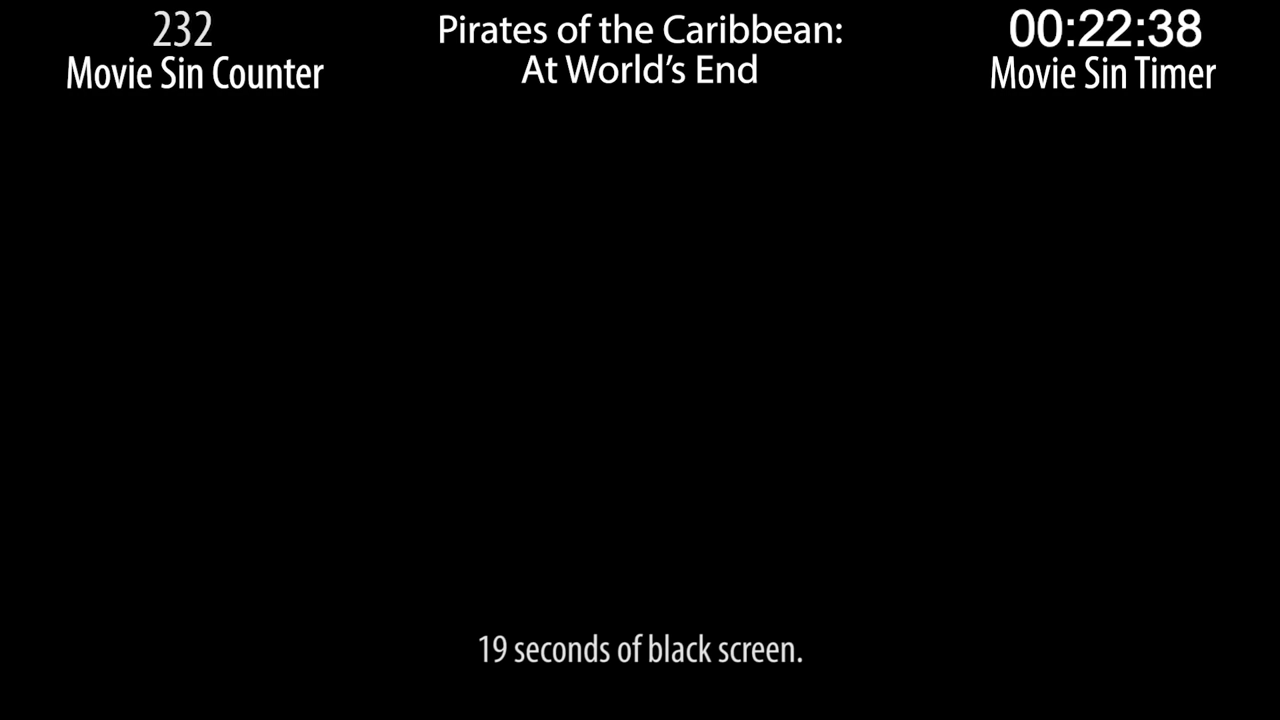 232
Movie Sin Counter
Pirates of the Caribbean:
At World's End
00:22:38
Movie Sin Timer
19 seconds of black screen.